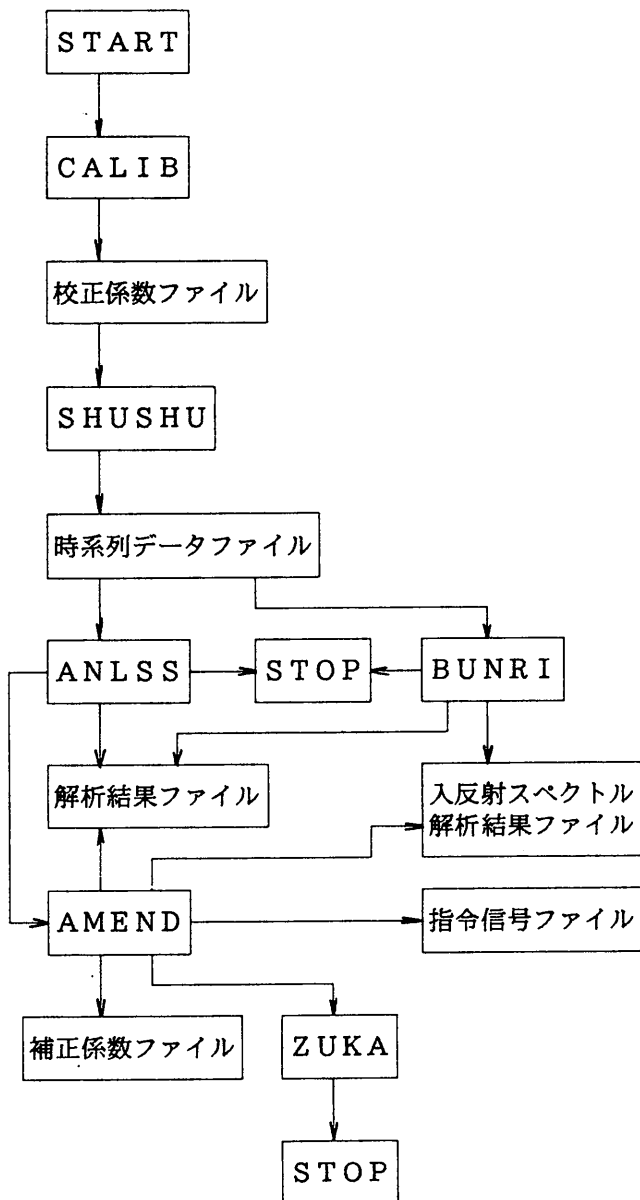 START
CALIB
校正係数ファイル
SHUSHU
時系列データファイル
ANLSS
STOP
BUNRI
解析結果ファイル
入反射スペクトル
解析結果ファイル
AMEND
指令信号ファイル
補正係数ファイル
ZUKA
STOP